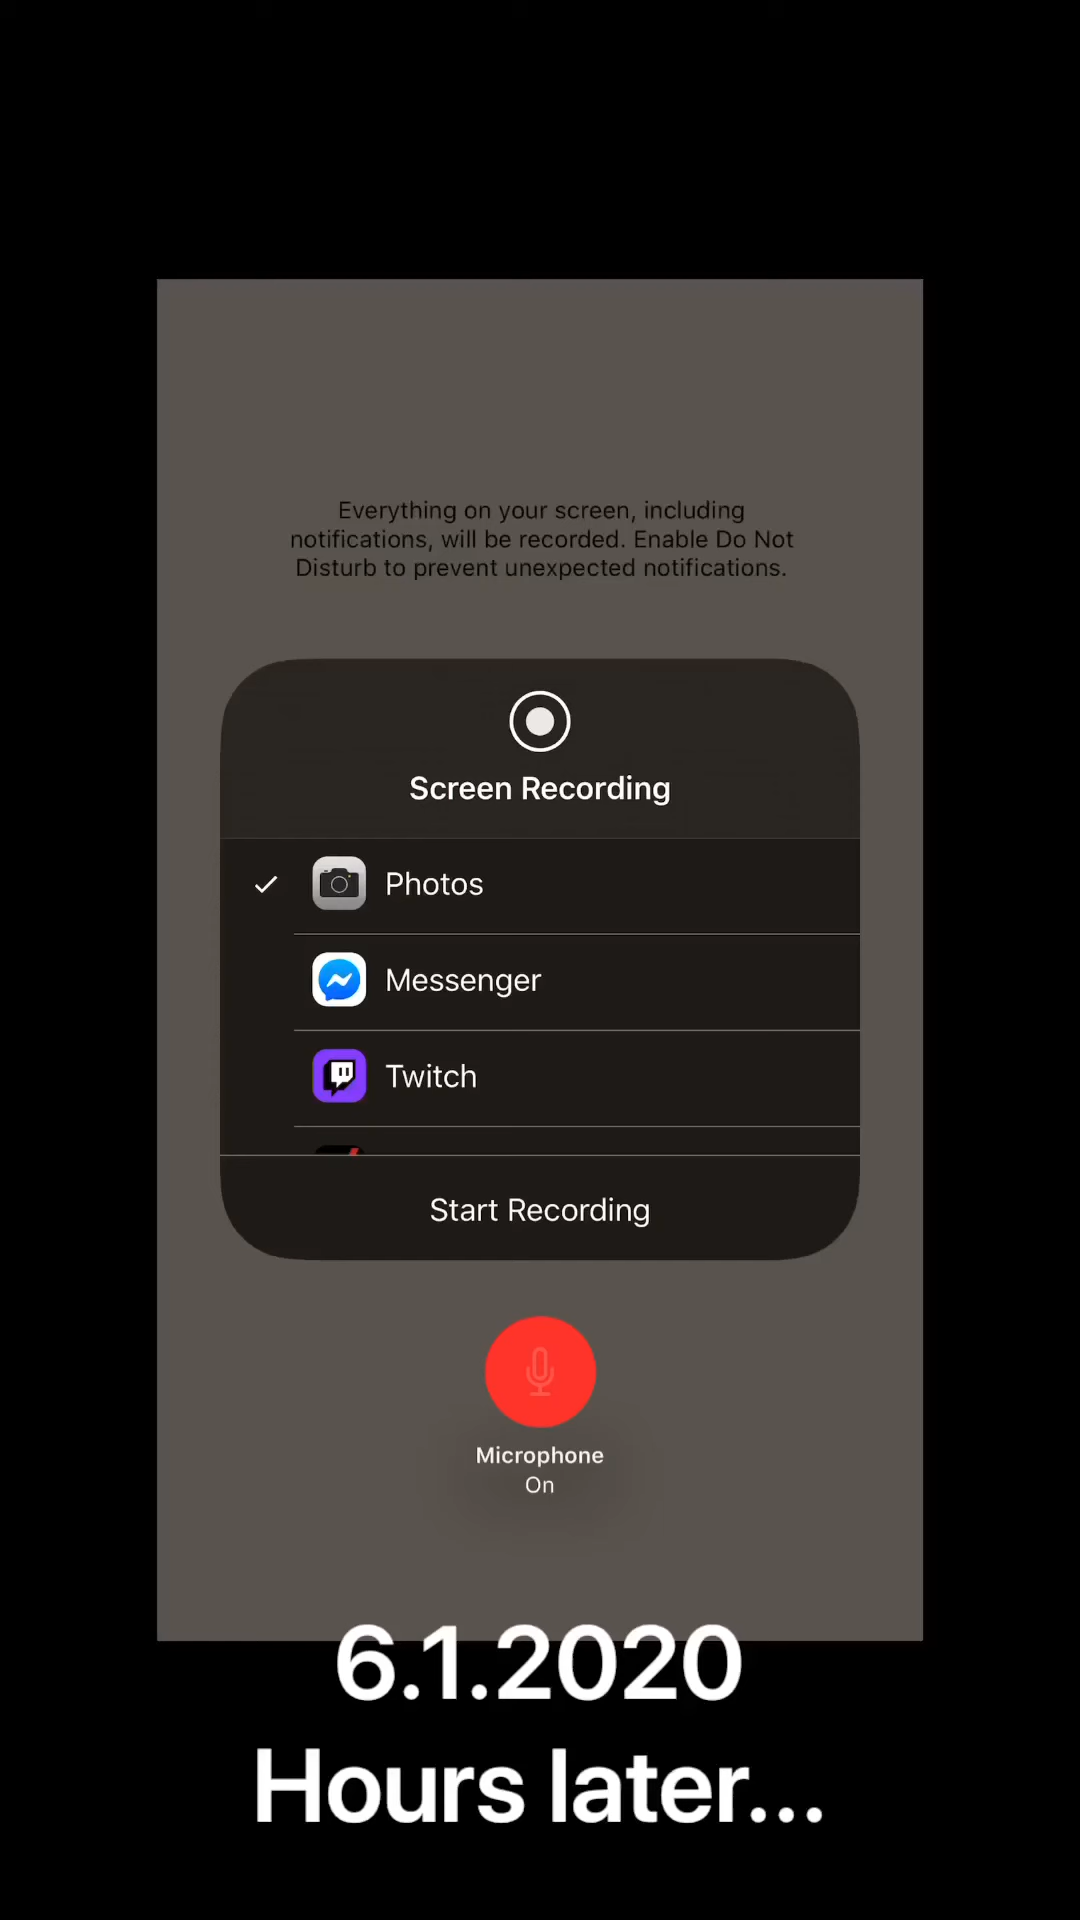 Everything on your screen, including
notifications, will be recorded. Enable Do Not
Disturb to prevent unexpected notifications.
Screen Recording
Photos
Messenger
Twitch
Start Recording
Microphone
On
6.1.2020
Hours later...